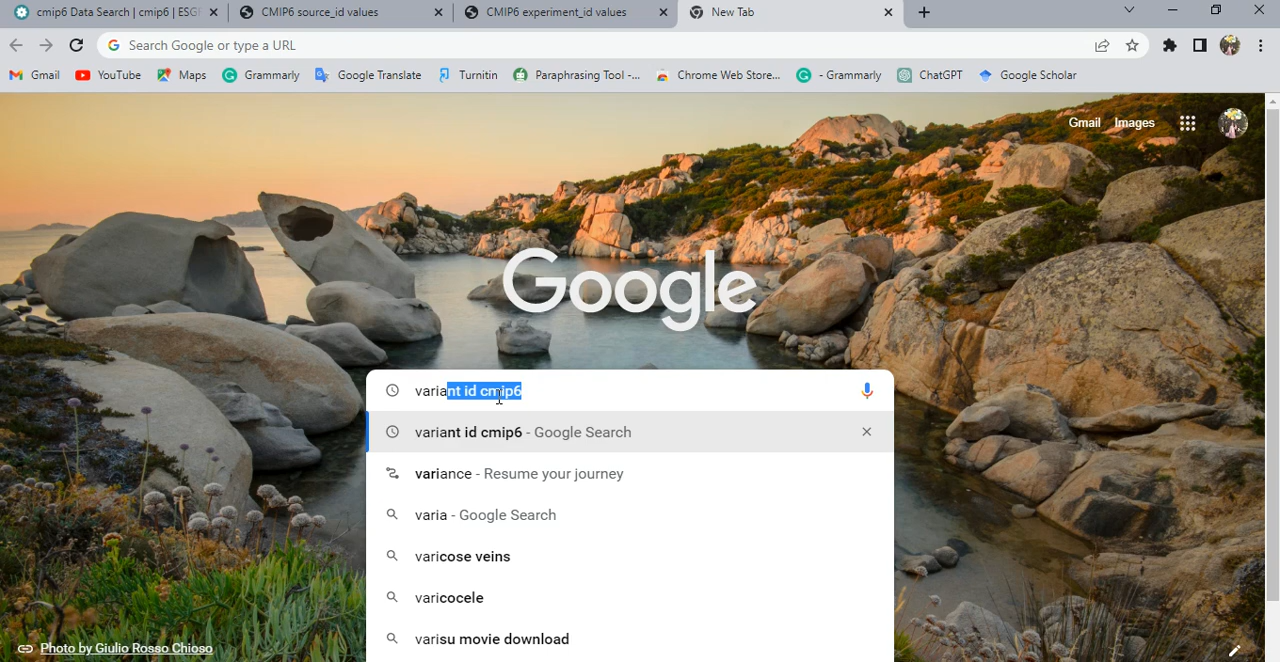 cmip6 Data Search | cmip6 | ESGF
CMIP6 source_id values
CMIP6 experiment_id values
New Tab
Search Google or type a URL
Gmail
YouTube
Maps
Grammarly
Google Translate
Turnitin
Paraphrasing Tool -...
Chrome Web Store...
- Grammarly
ChatGPT
Google Scholar
Gmail
Images
Google
variant id cmip6
variant id cmip6 - Google Search
variance - Resume your journey
varia - Google Search
varicose veins
varicocele
varisu movie download
Photo by Giulio Rosso Chioso